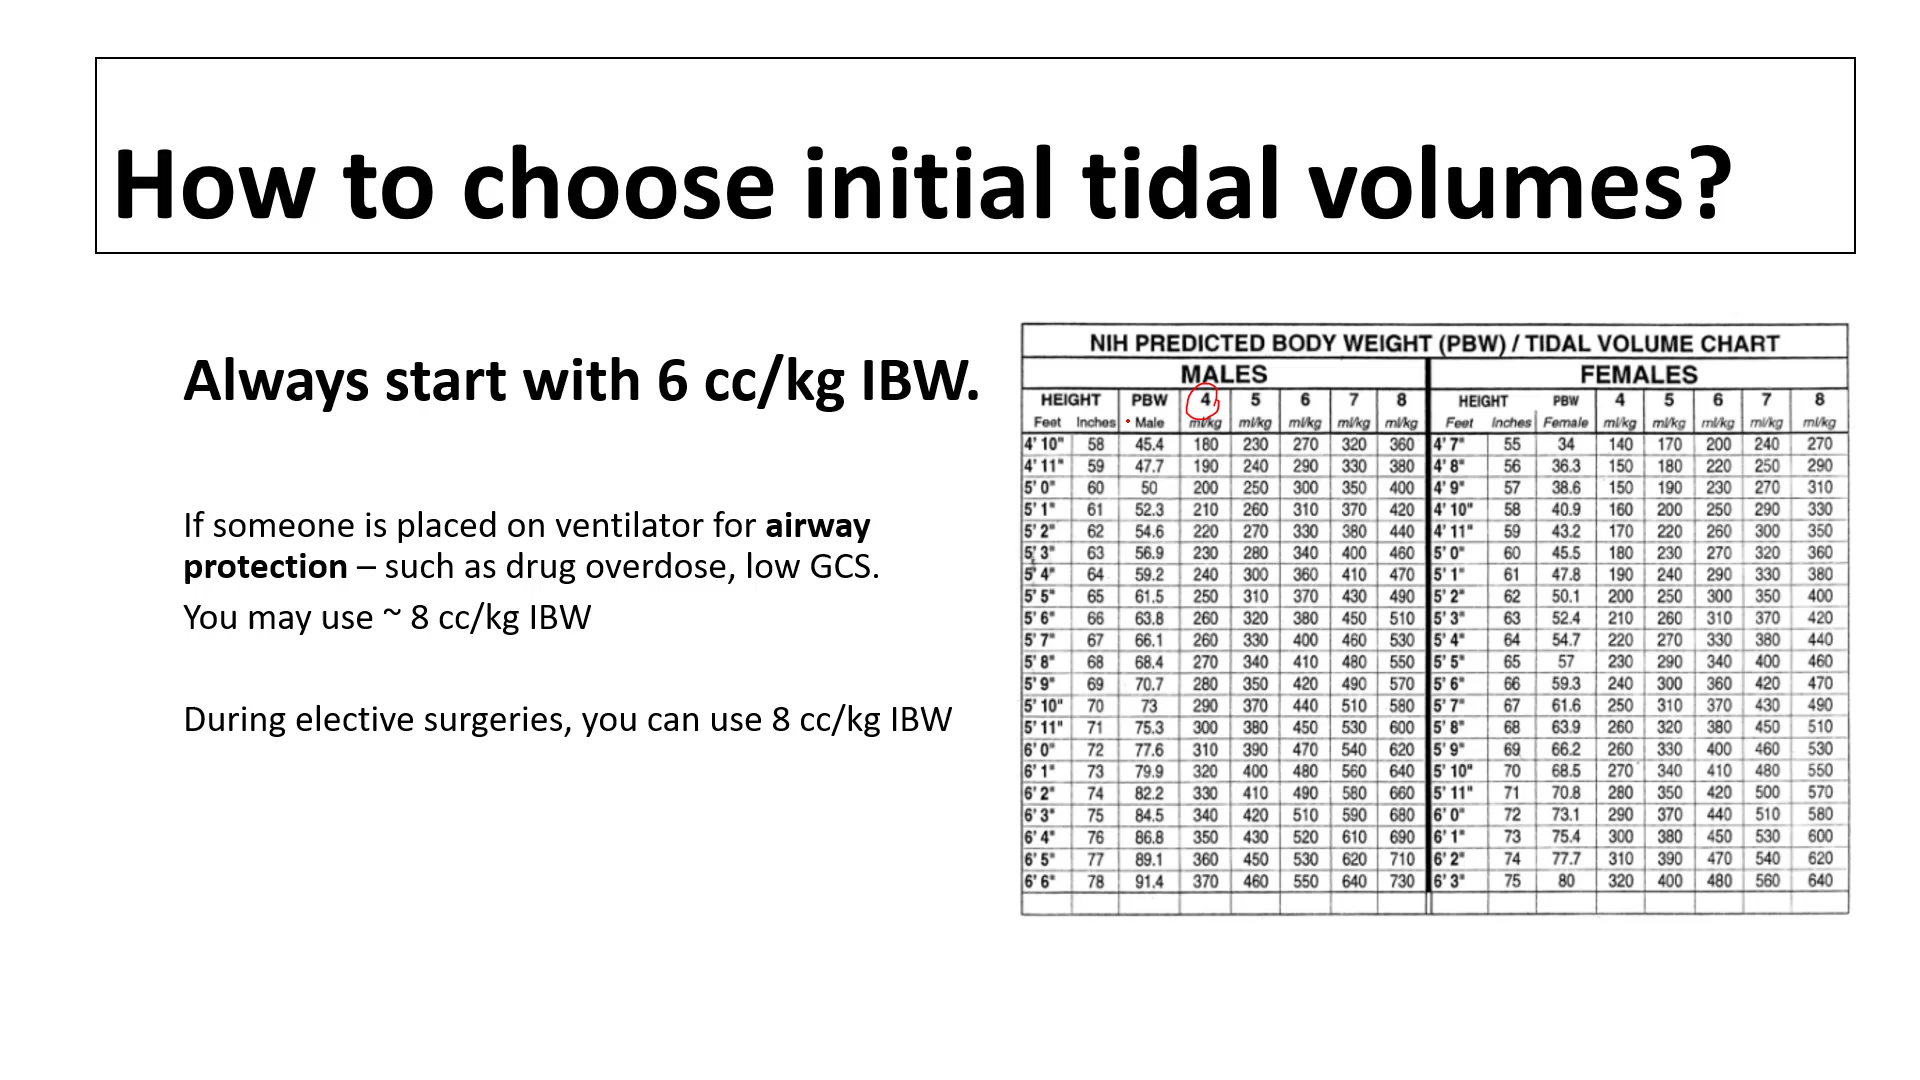 How to choose initial tidal volumes?
Always start with 6 cc/kg IBW.
If someone is placed on ventilator for airway
protection – such as drug overdose, low GCS.
You may use ~ 8 cc/kg IBW
During elective surgeries, you can use 8 cc/kg IBW
NIH PREDICTED BODY WEIGHT (PBW) / TIDAL VOLUME CHART
MALES FEMALES
HEIGHT PBW 4 5 6 7 8 HEIGHT PBW 4 5 6 7 8
Feet Inches Male ml/kg ml/kg ml/kg ml/kg ml/kg Feet Inches Female ml/kg ml/kg ml/kg ml/kg ml/kg
4' 10" 58 45.4 180 230 270 320 360 4' 7" 55 34 140 170 200 240 270
4' 11" 59 47.7 190 240 290 330 380 4' 8" 56 36.3 150 180 220 250 290
5' 0" 60 50 200 250 300 350 400 4' 9" 57 38.6 150 190 230 270 310
5' 1" 61 52.3 210 260 310 370 420 4' 10" 58 40.9 160 200 250 290 330
5' 2" 62 54.6 220 270 330 380 440 4' 11" 59 43.2 170 220 260 300 350
5' 3" 63 56.9 230 280 340 400 460 5' 0" 60 45.5 180 230 270 320 360
5' 4" 64 59.2 240 300 360 410 470 5' 1" 61 47.8 190 240 290 330 380
5' 5" 65 61.5 250 310 370 430 490 5' 2" 62 50.1 200 250 300 350 400
5' 6" 66 63.8 260 320 380 450 510 5' 3" 63 52.4 210 260 310 370 420
5' 7" 67 66.1 260 330 400 460 530 5' 4" 64 54.7 220 270 330 380 440
5' 8" 68 68.4 270 340 410 480 550 5' 5" 65 57 230 290 340 400 460
5' 9" 69 70.7 280 350 420 490 570 5' 6" 66 59.3 240 300 360 420 470
5' 10" 70 73 290 370 440 510 580 5' 7" 67 61.6 250 310 370 430 490
5' 11" 71 75.3 300 380 450 530 600 5' 8" 68 63.9 260 320 380 450 510
6' 0" 72 77.6 310 390 470 540 620 5' 9" 69 66.2 260 330 400 460 530
6' 1" 73 79.9 320 400 480 560 640 5' 10" 70 68.5 270 340 410 480 550
6' 2" 74 82.2 330 410 490 580 660 5' 11" 71 70.8 280 350 420 500 570
6' 3" 75 84.5 340 420 510 590 680 6' 0" 72 73.1 290 370 440 510 580
6' 4" 76 86.8 350 430 520 610 690 6' 1" 73 75.4 300 380 450 530 600
6' 5" 77 89.1 360 450 530 620 710 6' 2" 74 77.7 310 390 470 540 620
6' 6" 78 91.4 370 460 550 640 730 6' 3" 75 80 320 400 480 560 640